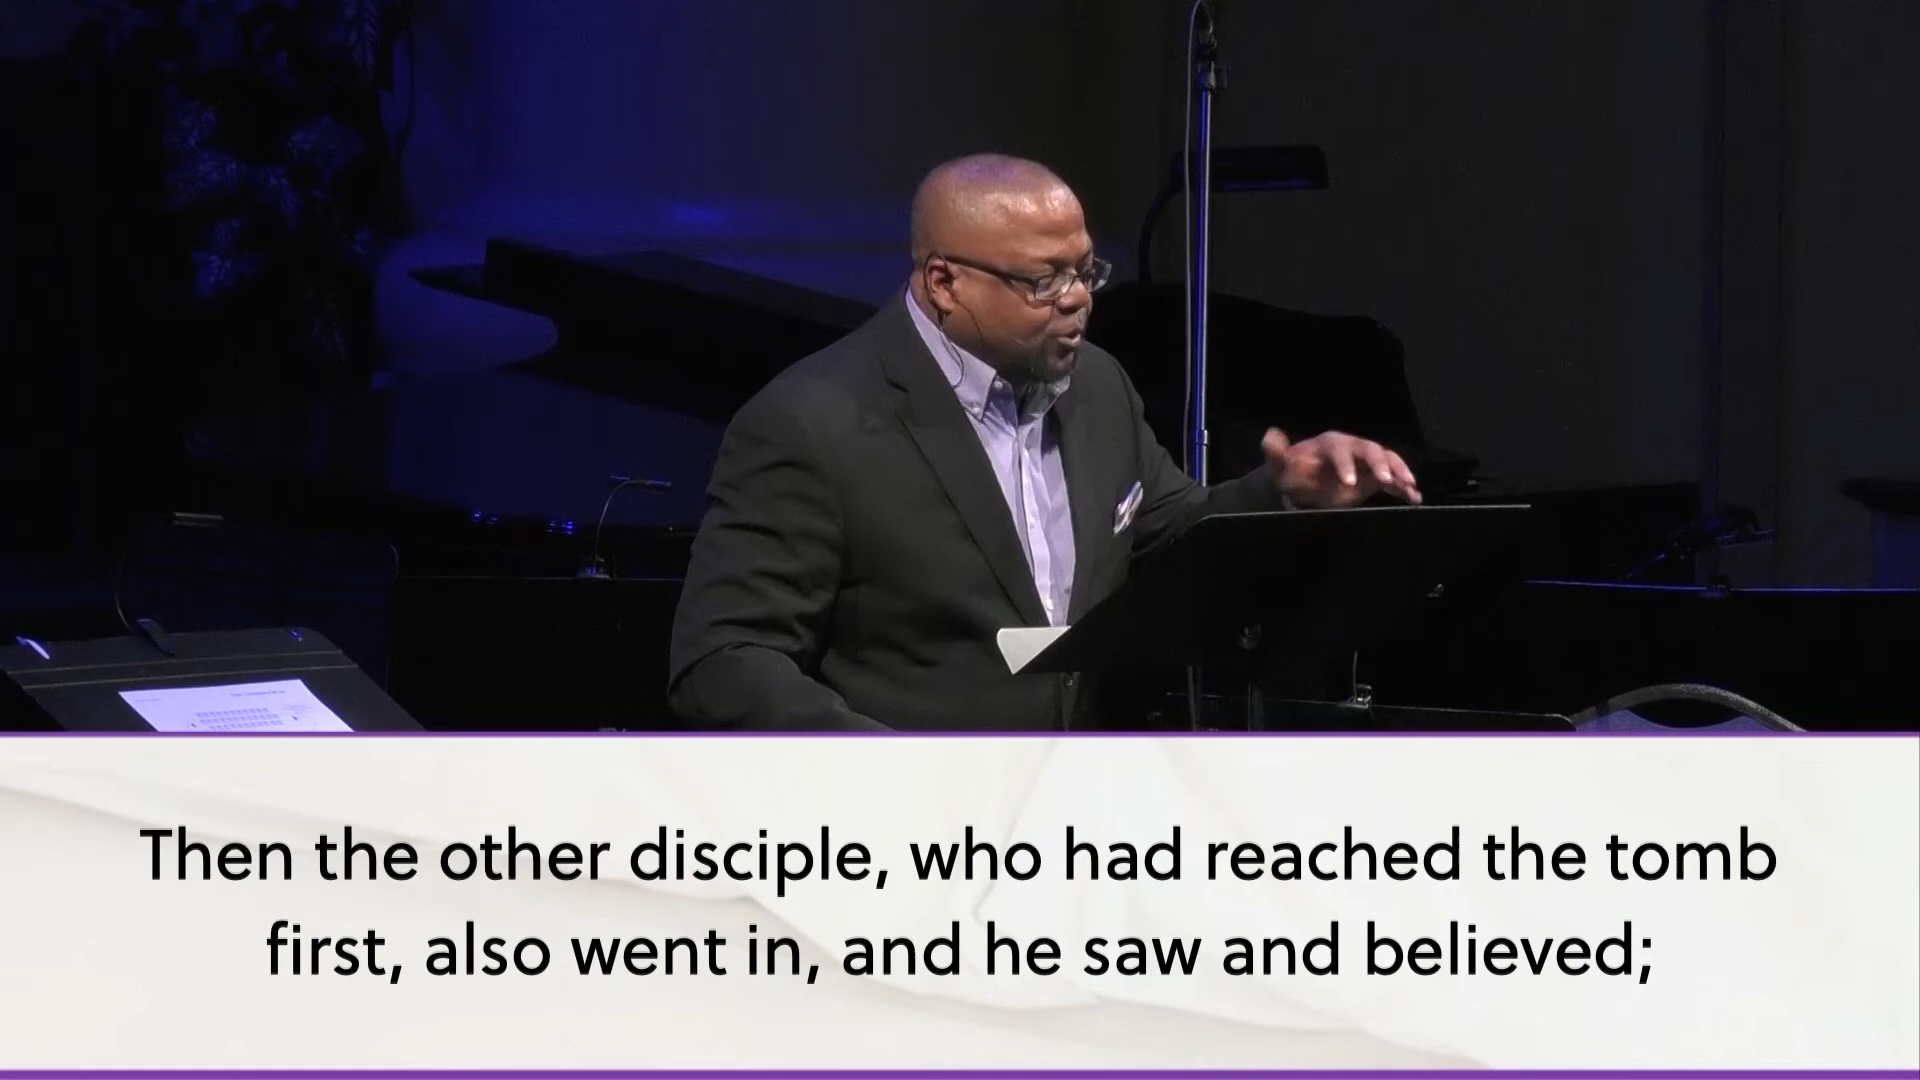 Then the other disciple, who had reached the tomb
first, also went in, and he saw and believed;